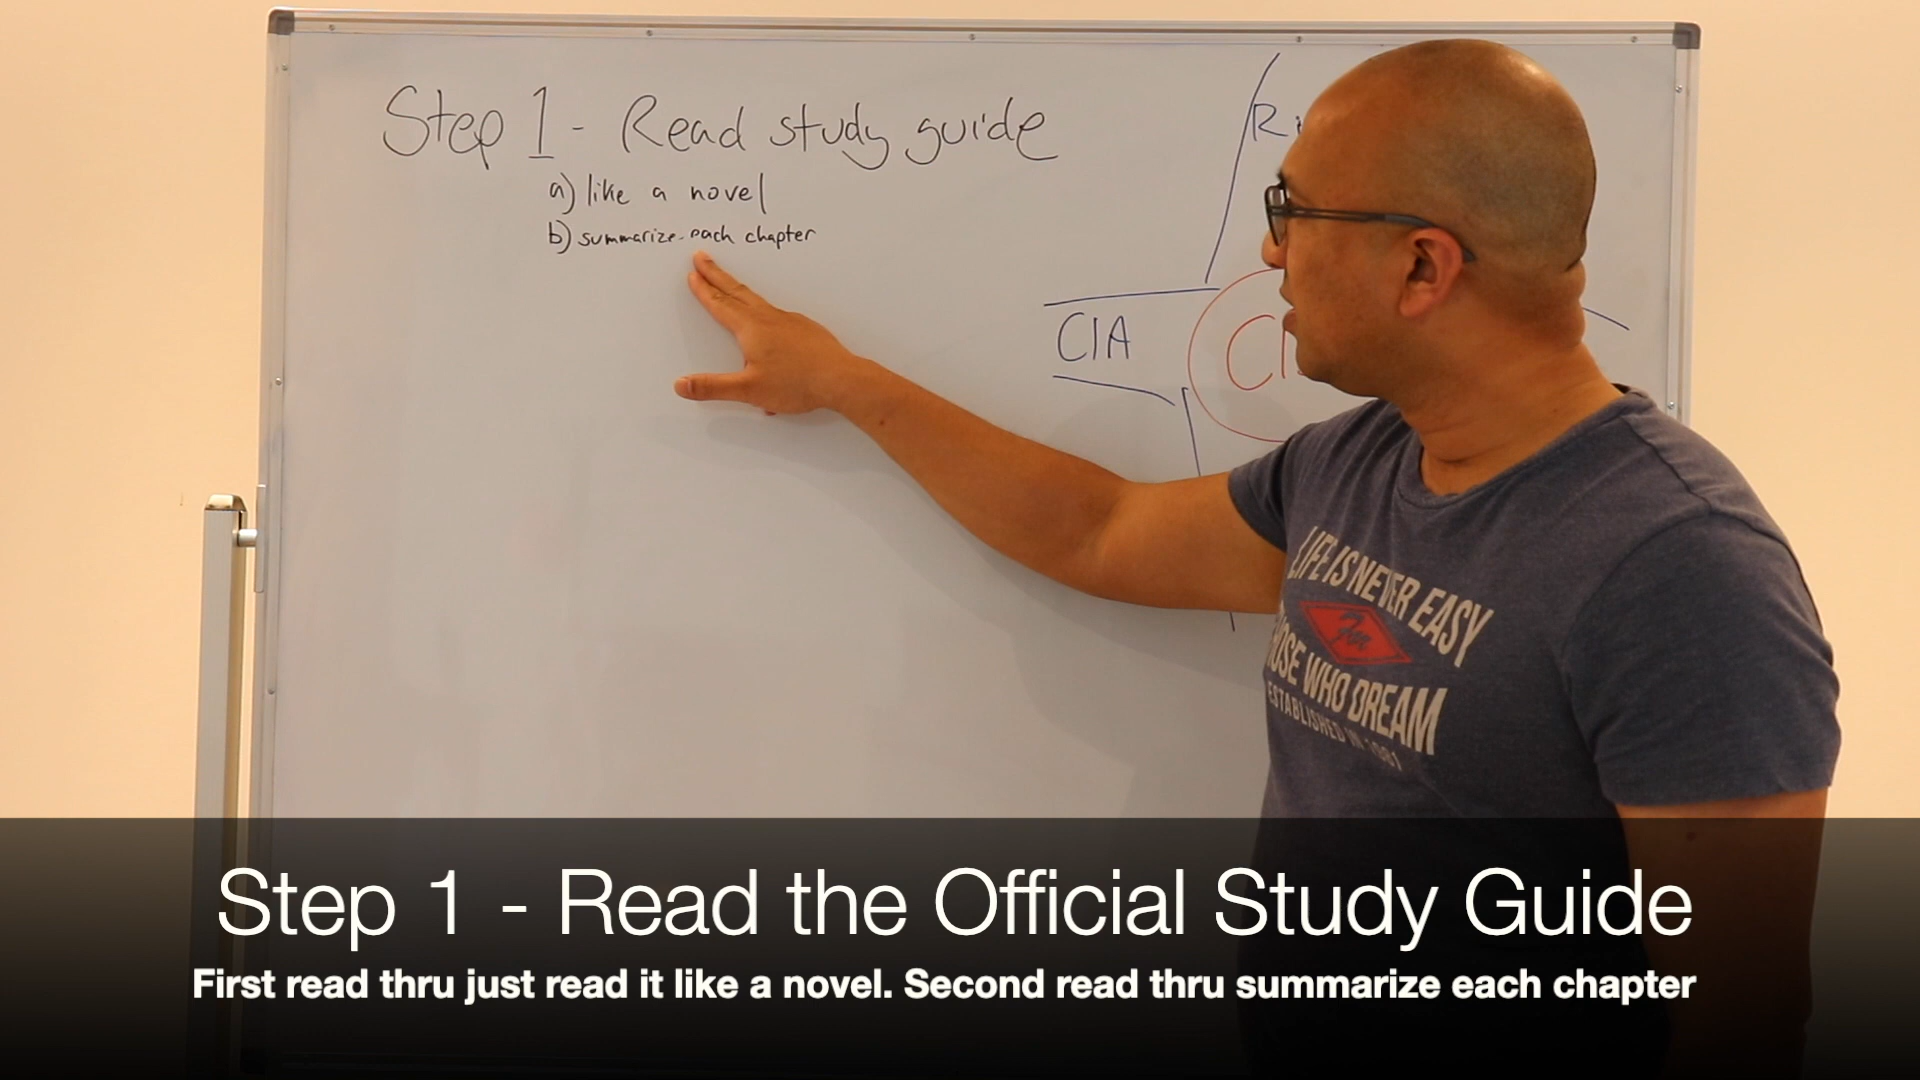 Step 1 - Read study guide
a) like a novel
b) summarize each chapter
CIA
LIFE IS NEVER EASY
WHO DREAM
ESTABLISHED IN
Step 1 - Read the Official Study Guide
First read thru just read it like a novel. Second read thru summarize each chapter